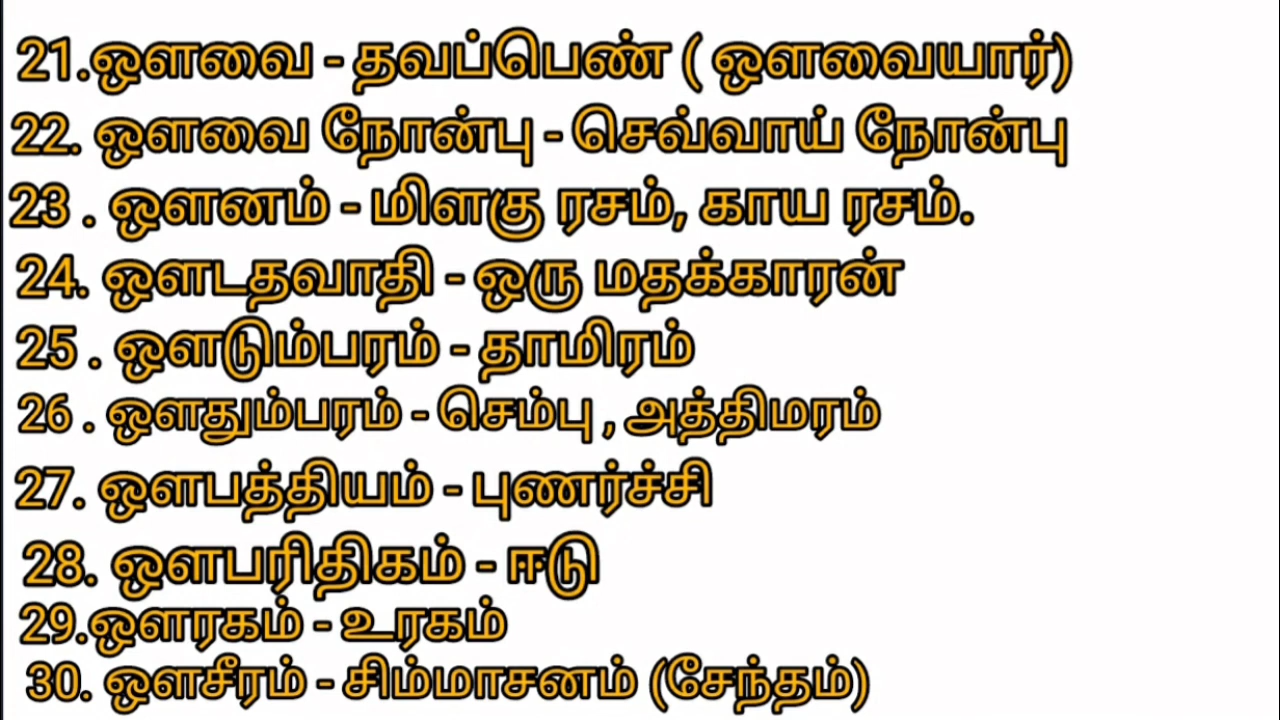 21.ஔவை - தவப்பெண் ( ஔவையார்)
22. ஔவை நோன்பு - செவ்வாய் நோன்பு
23 . ஔனம் - மிளகு ரசம், காய ரசம்.
24. ஔடதவாதி - ஒரு மதக்காரன்
25 . ஔடும்பரம் - தாமிரம்
26 . ஔதும்பரம் - செம்பு , அத்திமரம்
27. ஔபத்தியம் - புணர்ச்சி
28. ஔபரிதிகம் - ஈடு
29.ஔரகம் - உரகம்
30. ஔசீரம் - சிம்மாசனம் (சேந்தம்)